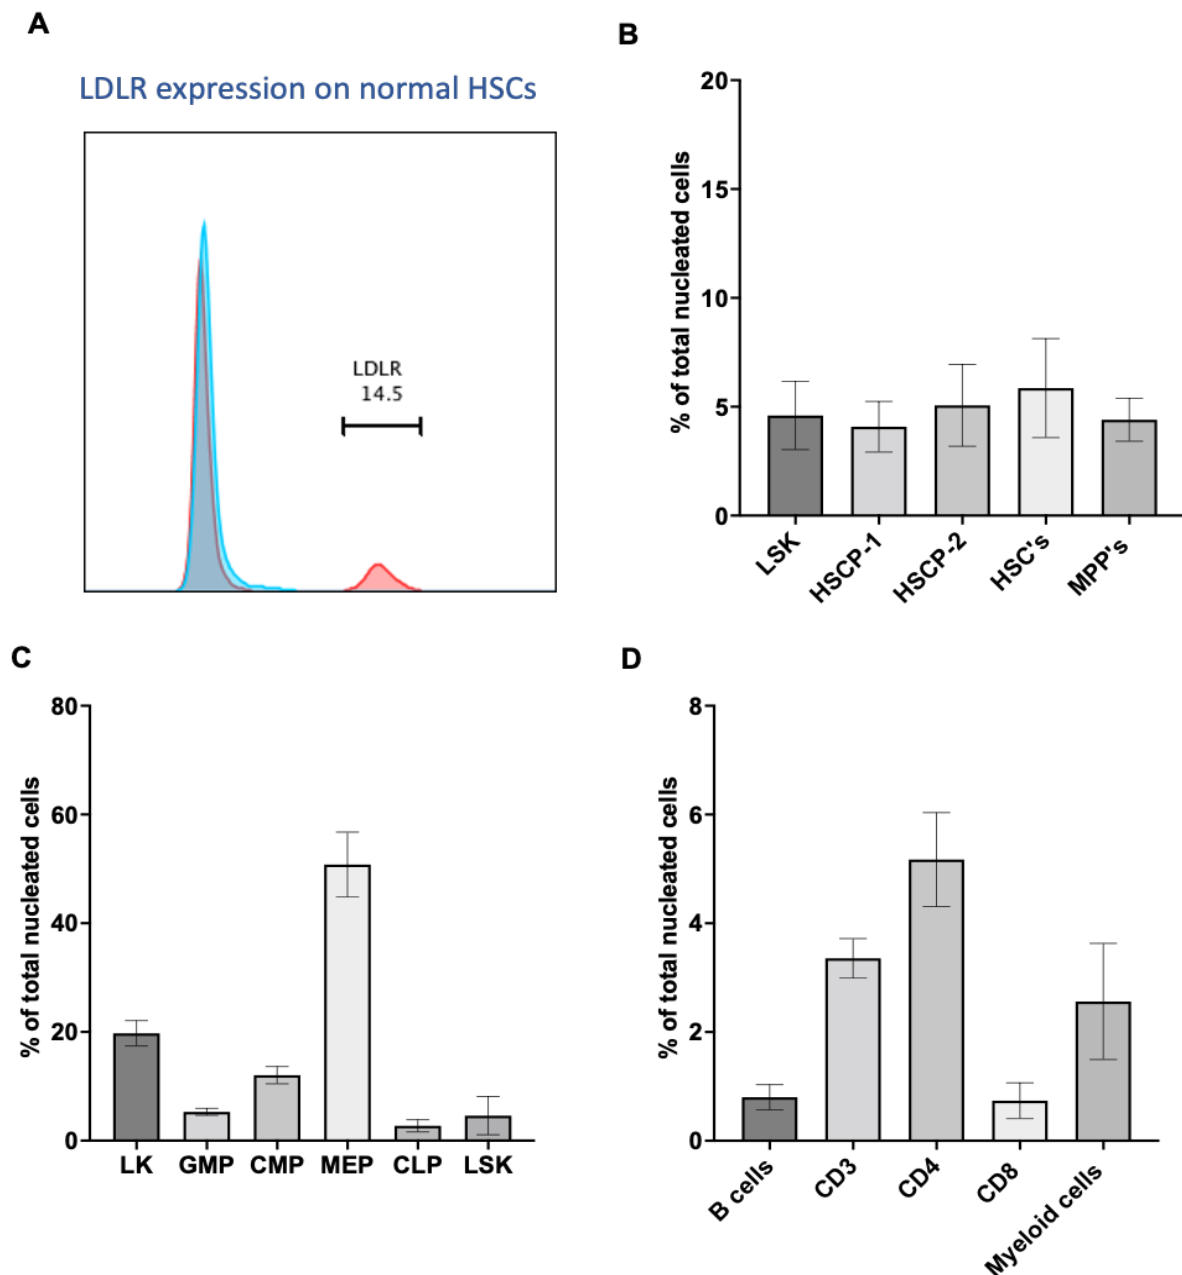 A
LDLR expression on normal HSCs
LDLR
14.5
B
% of total nucleated cells
20
15
10
5
0
LSK
HSCP-1
HSCP-2
HSC's
MPP's
C
% of total nucleated cells
80
60
40
20
0
LK GMP CMP MEP CLP LSK
D
% of total nucleated cells
8
6
4
2
0
B cells
CD3
CD4
CD8
Myeloid cells